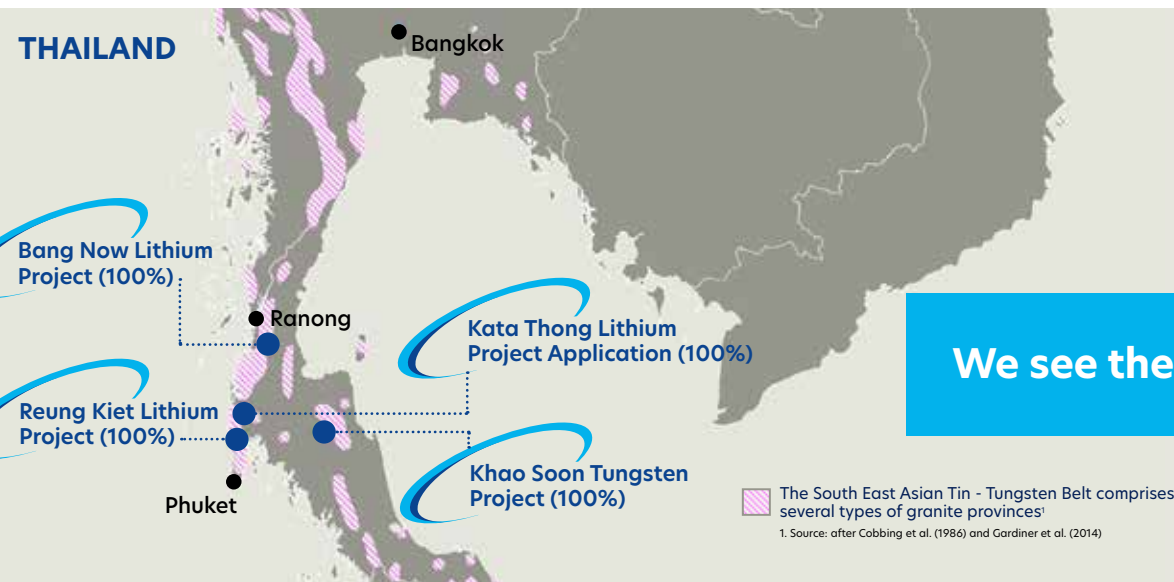 THAILAND
Bangkok
Bang Now Lithium
Project (100%)
Ranong
Kata Thong Lithium
Project Application (100%)
We see the
Reung Kiet Lithium
Project (100%)
Khao Soon Tungsten
Project (100%)
Phuket
The South East Asian Tin - Tungsten Belt comprises
several types of granite provinces¹
1. Source: after Cobbing et al. (1986) and Gardiner et al. (2014)